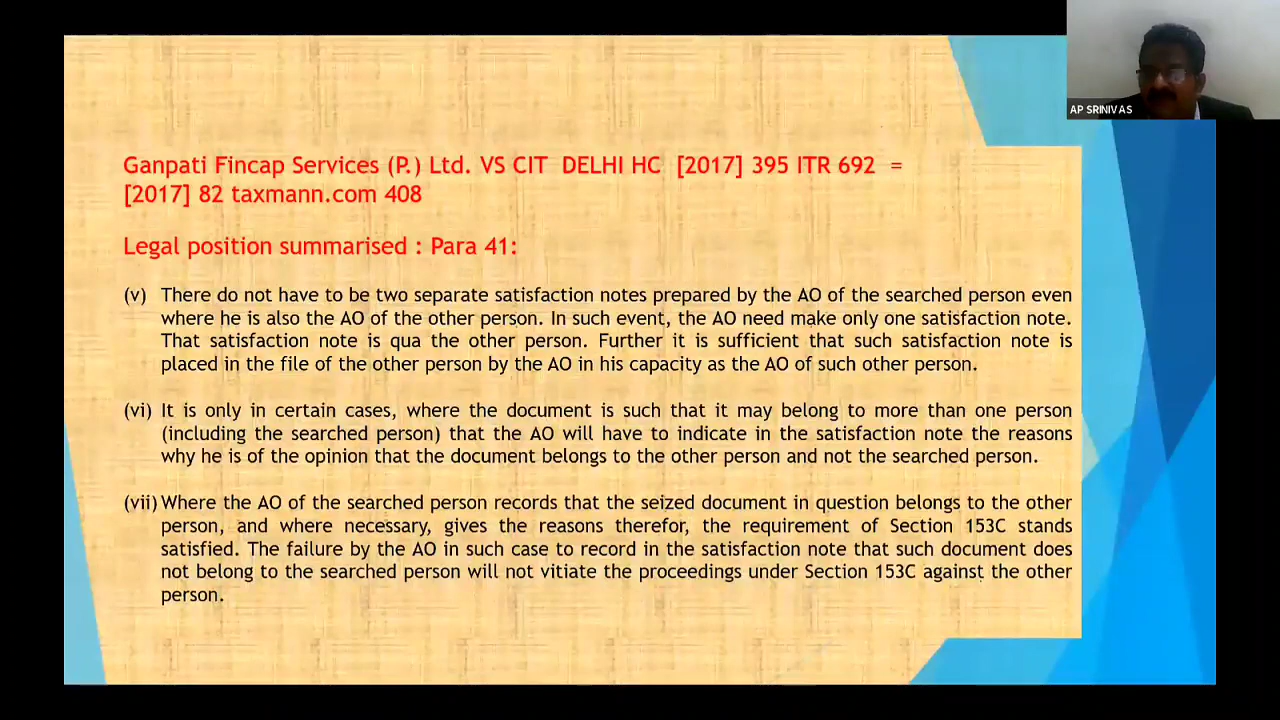 AP SRINIVAS
Ganpati Fincap Services (P.) Ltd. VS CIT DELHI HC [2017] 395 ITR 692 =
[2017] 82 taxmann.com 408
Legal position summarised : Para 41:
(v) There do not have to be two separate satisfaction notes prepared by the AO of the searched person even
where he is also the AO of the other person. In such event, the AO need make only one satisfaction note.
That satisfaction note is qua the other person. Further it is sufficient that such satisfaction note is
placed in the file of the other person by the AO in his capacity as the AO of such other person.
(vi) It is only in certain cases, where the document is such that it may belong to more than one person
(including the searched person) that the AO will have to indicate in the satisfaction note the reasons
why he is of the opinion that the document belongs to the other person and not the searched person.
(vii) Where the AO of the searched person records that the seized document in question belongs to the other
person, and where necessary, gives the reasons therefor, the requirement of Section 153C stands
satisfied. The failure by the AO in such case to record in the satisfaction note that such document does
not belong to the searched person will not vitiate the proceedings under Section 153C against the other
person.